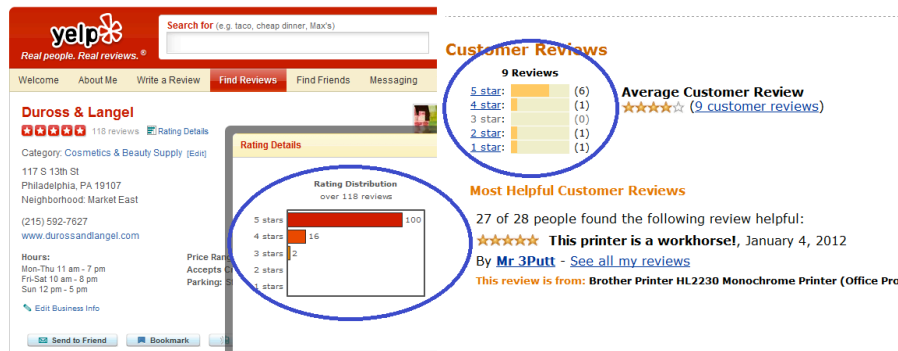 yelp
Real people. Real reviews. ®
Search for (e.g. taco, cheap dinner, Max's)
Welcome About Me Write a Review Find Reviews Find Friends Messaging
Duross & Langel
118 reviews Rating Details
Category: Cosmetics & Beauty Supply [Edit]
117 S 13th St
Philadelphia, PA 19107
Neighborhood: Market East
(215) 592-7627
www.durossandlangel.com
Hours:
Mon-Thu 11 am - 7 pm
Fri-Sat 10 am - 8 pm
Sun 12 pm - 5 pm
Price Rang
Accepts C
Parking: S
Edit Business Info
Send to Friend Bookmark
Rating Details
Rating Distribution
over 118 reviews
5 stars 100
4 stars 16
3 stars 2
2 stars
1 stars
Customer Reviews
9 Reviews
5 star: (6)
4 star: (1)
3 star: (0)
2 star: (1)
1 star: (1)
Average Customer Review
(9 customer reviews)
Most Helpful Customer Reviews
27 of 28 people found the following review helpful:
This printer is a workhorse!, January 4, 2012
By Mr 3Putt - See all my reviews
This review is from: Brother Printer HL2230 Monochrome Printer (Office Pro